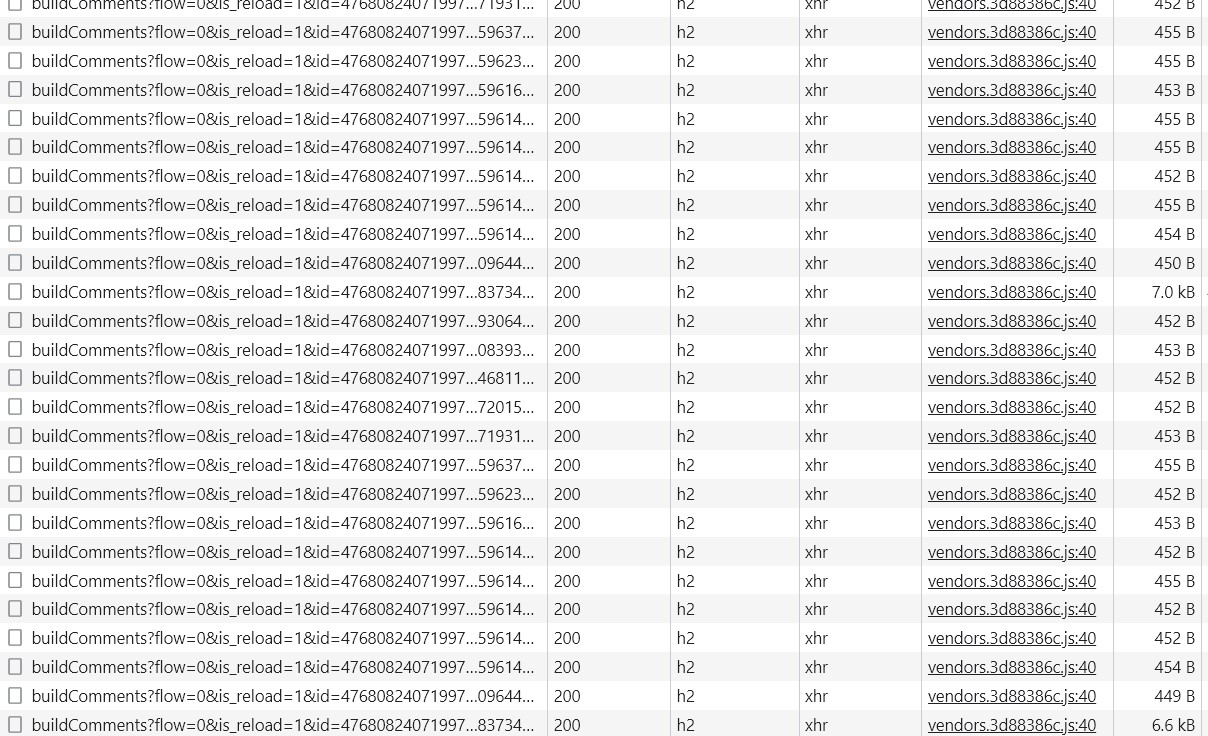 buildComments?flow=0&is_reload=1&id=47680824071997...71931... 200 h2 xhr vendors.3d88386c.js:40 452 B
buildComments?flow=0&is_reload=1&id=47680824071997...59637... 200 h2 xhr vendors.3d88386c.js:40 455 B
buildComments?flow=0&is_reload=1&id=47680824071997...59623... 200 h2 xhr vendors.3d88386c.js:40 455 B
buildComments?flow=0&is_reload=1&id=47680824071997...59616... 200 h2 xhr vendors.3d88386c.js:40 453 B
buildComments?flow=0&is_reload=1&id=47680824071997...59614... 200 h2 xhr vendors.3d88386c.js:40 455 B
buildComments?flow=0&is_reload=1&id=47680824071997...59614... 200 h2 xhr vendors.3d88386c.js:40 455 B
buildComments?flow=0&is_reload=1&id=47680824071997...59614... 200 h2 xhr vendors.3d88386c.js:40 452 B
buildComments?flow=0&is_reload=1&id=47680824071997...59614... 200 h2 xhr vendors.3d88386c.js:40 455 B
buildComments?flow=0&is_reload=1&id=47680824071997...59614... 200 h2 xhr vendors.3d88386c.js:40 454 B
buildComments?flow=0&is_reload=1&id=47680824071997...09644... 200 h2 xhr vendors.3d88386c.js:40 450 B
buildComments?flow=0&is_reload=1&id=47680824071997...83734... 200 h2 xhr vendors.3d88386c.js:40 7.0 kB
buildComments?flow=0&is_reload=1&id=47680824071997...93064... 200 h2 xhr vendors.3d88386c.js:40 452 B
buildComments?flow=0&is_reload=1&id=47680824071997...08393... 200 h2 xhr vendors.3d88386c.js:40 453 B
buildComments?flow=0&is_reload=1&id=47680824071997...46811... 200 h2 xhr vendors.3d88386c.js:40 452 B
buildComments?flow=0&is_reload=1&id=47680824071997...72015... 200 h2 xhr vendors.3d88386c.js:40 452 B
buildComments?flow=0&is_reload=1&id=47680824071997...71931... 200 h2 xhr vendors.3d88386c.js:40 453 B
buildComments?flow=0&is_reload=1&id=47680824071997...59637... 200 h2 xhr vendors.3d88386c.js:40 455 B
buildComments?flow=0&is_reload=1&id=47680824071997...59623... 200 h2 xhr vendors.3d88386c.js:40 452 B
buildComments?flow=0&is_reload=1&id=47680824071997...59616... 200 h2 xhr vendors.3d88386c.js:40 453 B
buildComments?flow=0&is_reload=1&id=47680824071997...59614... 200 h2 xhr vendors.3d88386c.js:40 452 B
buildComments?flow=0&is_reload=1&id=47680824071997...59614... 200 h2 xhr vendors.3d88386c.js:40 455 B
buildComments?flow=0&is_reload=1&id=47680824071997...59614... 200 h2 xhr vendors.3d88386c.js:40 452 B
buildComments?flow=0&is_reload=1&id=47680824071997...59614... 200 h2 xhr vendors.3d88386c.js:40 452 B
buildComments?flow=0&is_reload=1&id=47680824071997...59614... 200 h2 xhr vendors.3d88386c.js:40 454 B
buildComments?flow=0&is_reload=1&id=47680824071997...09644... 200 h2 xhr vendors.3d88386c.js:40 449 B
buildComments?flow=0&is_reload=1&id=47680824071997...83734... 200 h2 xhr vendors.3d88386c.js:40 6.6 kB